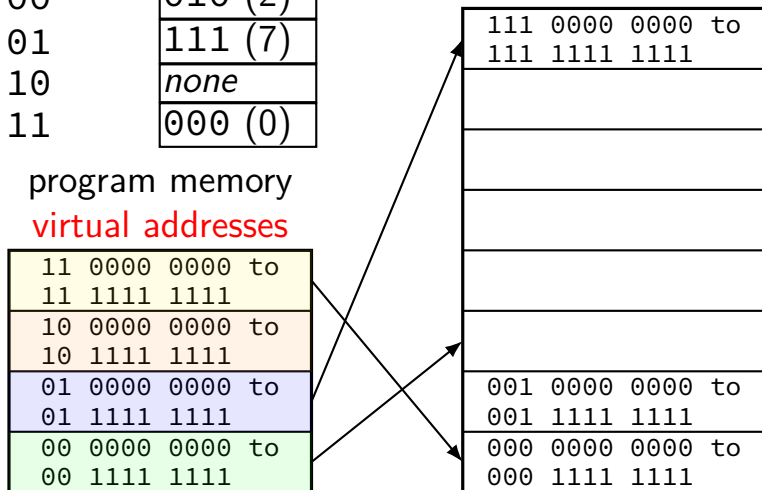 00 010 (2)
01 111 (7)
10 none
11 000 (0)
program memory
virtual addresses
11 0000 0000 to
11 1111 1111
10 0000 0000 to
10 1111 1111
01 0000 0000 to
01 1111 1111
00 0000 0000 to
00 1111 1111
111 0000 0000 to
111 1111 1111
001 0000 0000 to
001 1111 1111
000 0000 0000 to
000 1111 1111